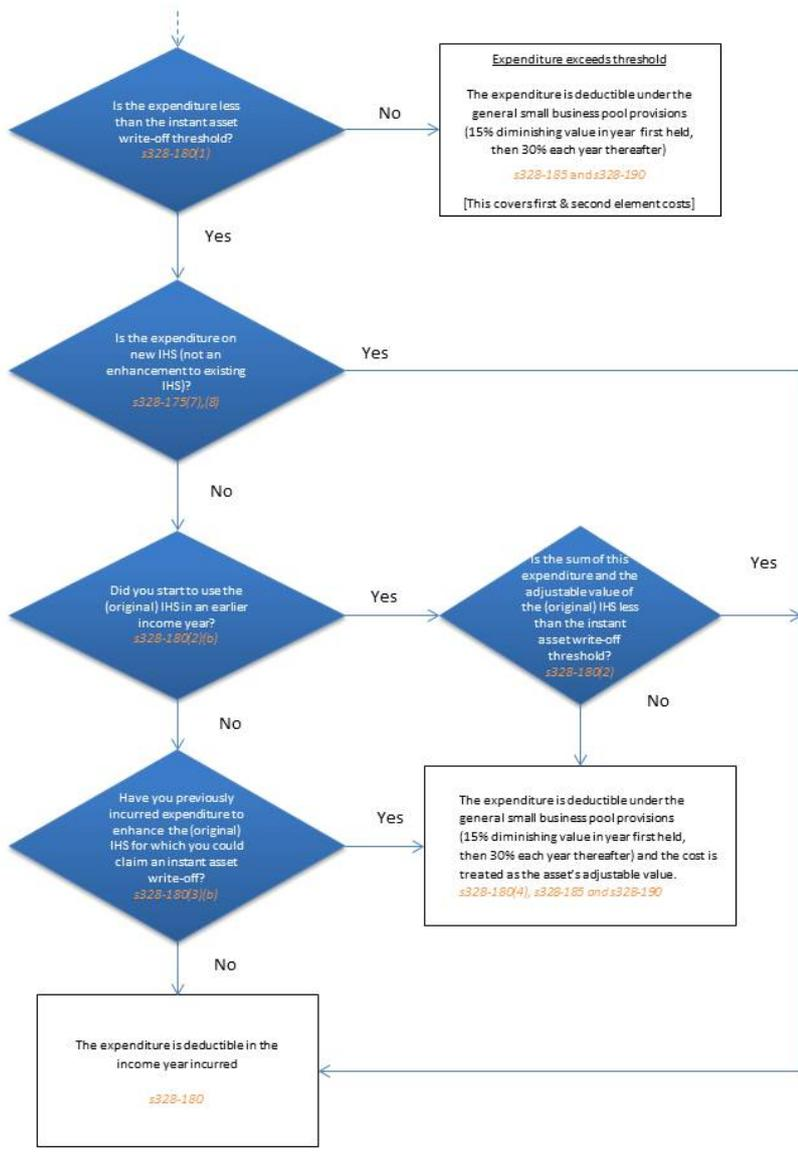 Is the expenditure less
than the instant asset
write-off threshold?
s328-180(1)
No
Expenditure exceeds threshold
The expenditure is deductible under the
general small business pool provisions
(15% diminishing value in year first held,
then 30% each year thereafter)
s328-185 and s328-190
[This covers first & second element costs]
Yes
Is the expenditure on
new IHS (not an
enhancement to existing
IHS)?
s328-175(7),(8)
Yes
No
Did you start to use the
(original) IHS in an earlier
income year?
s328-180(2)(b)
Yes
Is the sum of this
expenditure and the
adjustable value of
the (original) IHS less
than the instant
asset write-off
threshold?
s328-180(2)
Yes
No
No
Have you previously
incurred expenditure to
enhance the (original)
IHS for which you could
claim an instant asset
write-off?
s328-180(3)(b)
Yes
The expenditure is deductible under the
general small business pool provisions
(15% diminishing value in year first held,
then 30% each year thereafter) and the cost is
treated as the asset's adjustable value.
s328-180(4), s328-185 and s328-190
No
The expenditure is deductible in the
income year incurred
s328-180